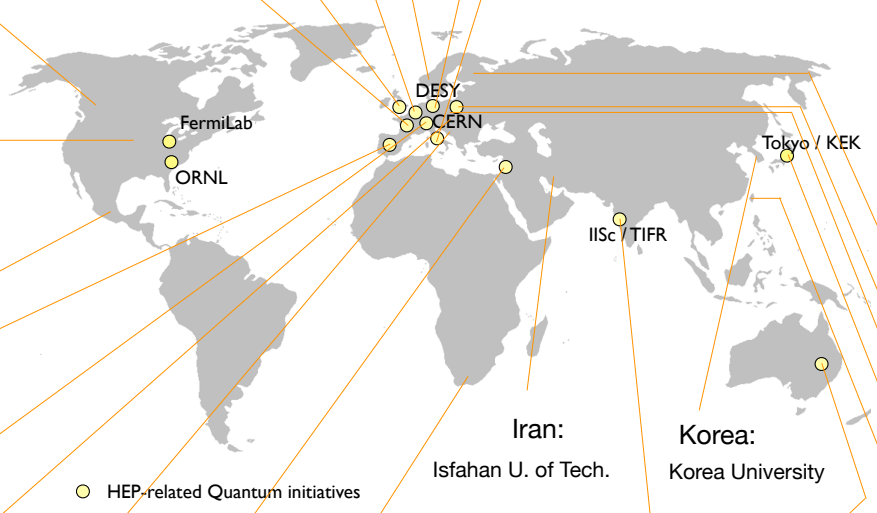 DESY
FermiLab
CERN
Tokyo / KEK
ORNL
IISc / TIFR
Iran:
Isfahan U. of Tech.
Korea:
Korea University
HEP-related Quantum initiatives